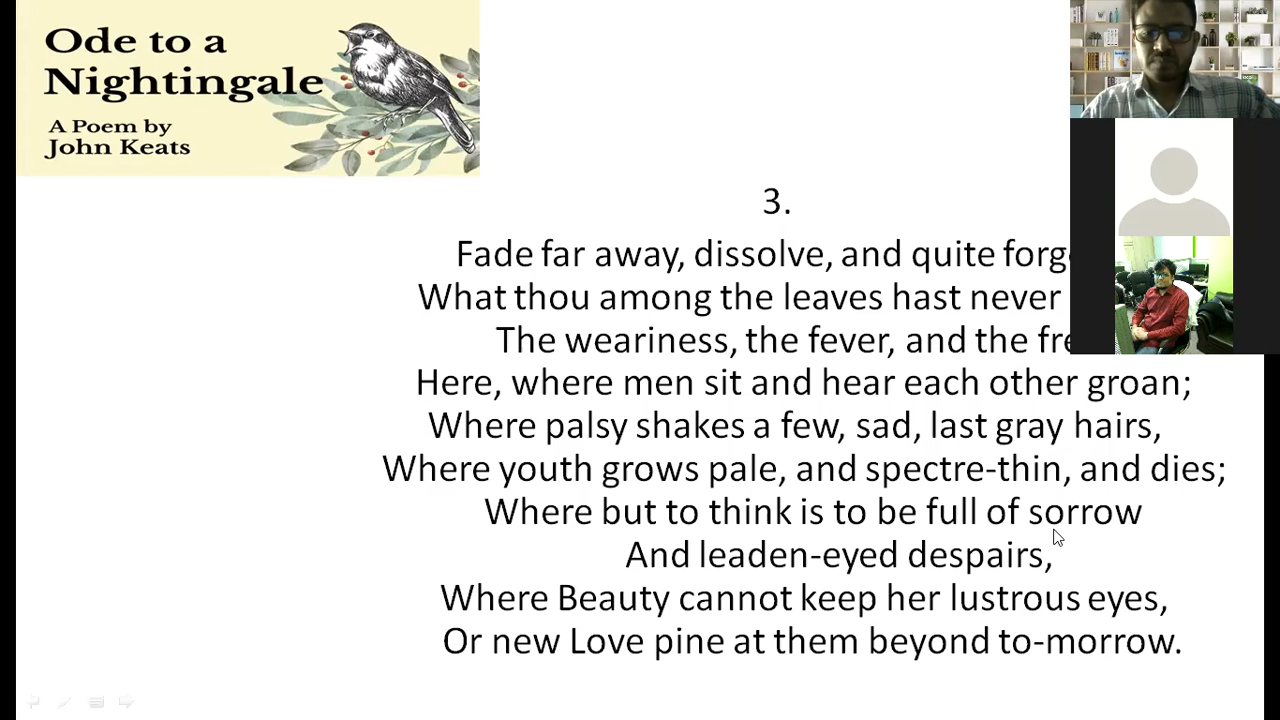 Ode to a
Nightingale
A Poem by
John Keats
3.
Fade far away, dissolve, and quite
What thou among the leaves hast never
The weariness, the fever, and the
Here, where men sit and hear each other groan;
Where palsy shakes a few, sad, last gray hairs,
Where youth grows pale, and spectre-thin, and dies;
Where but to think is to be full of sorrow
And leaden-eyed despairs,
Where Beauty cannot keep her lustrous eyes,
Or new Love pine at them beyond to-morrow.